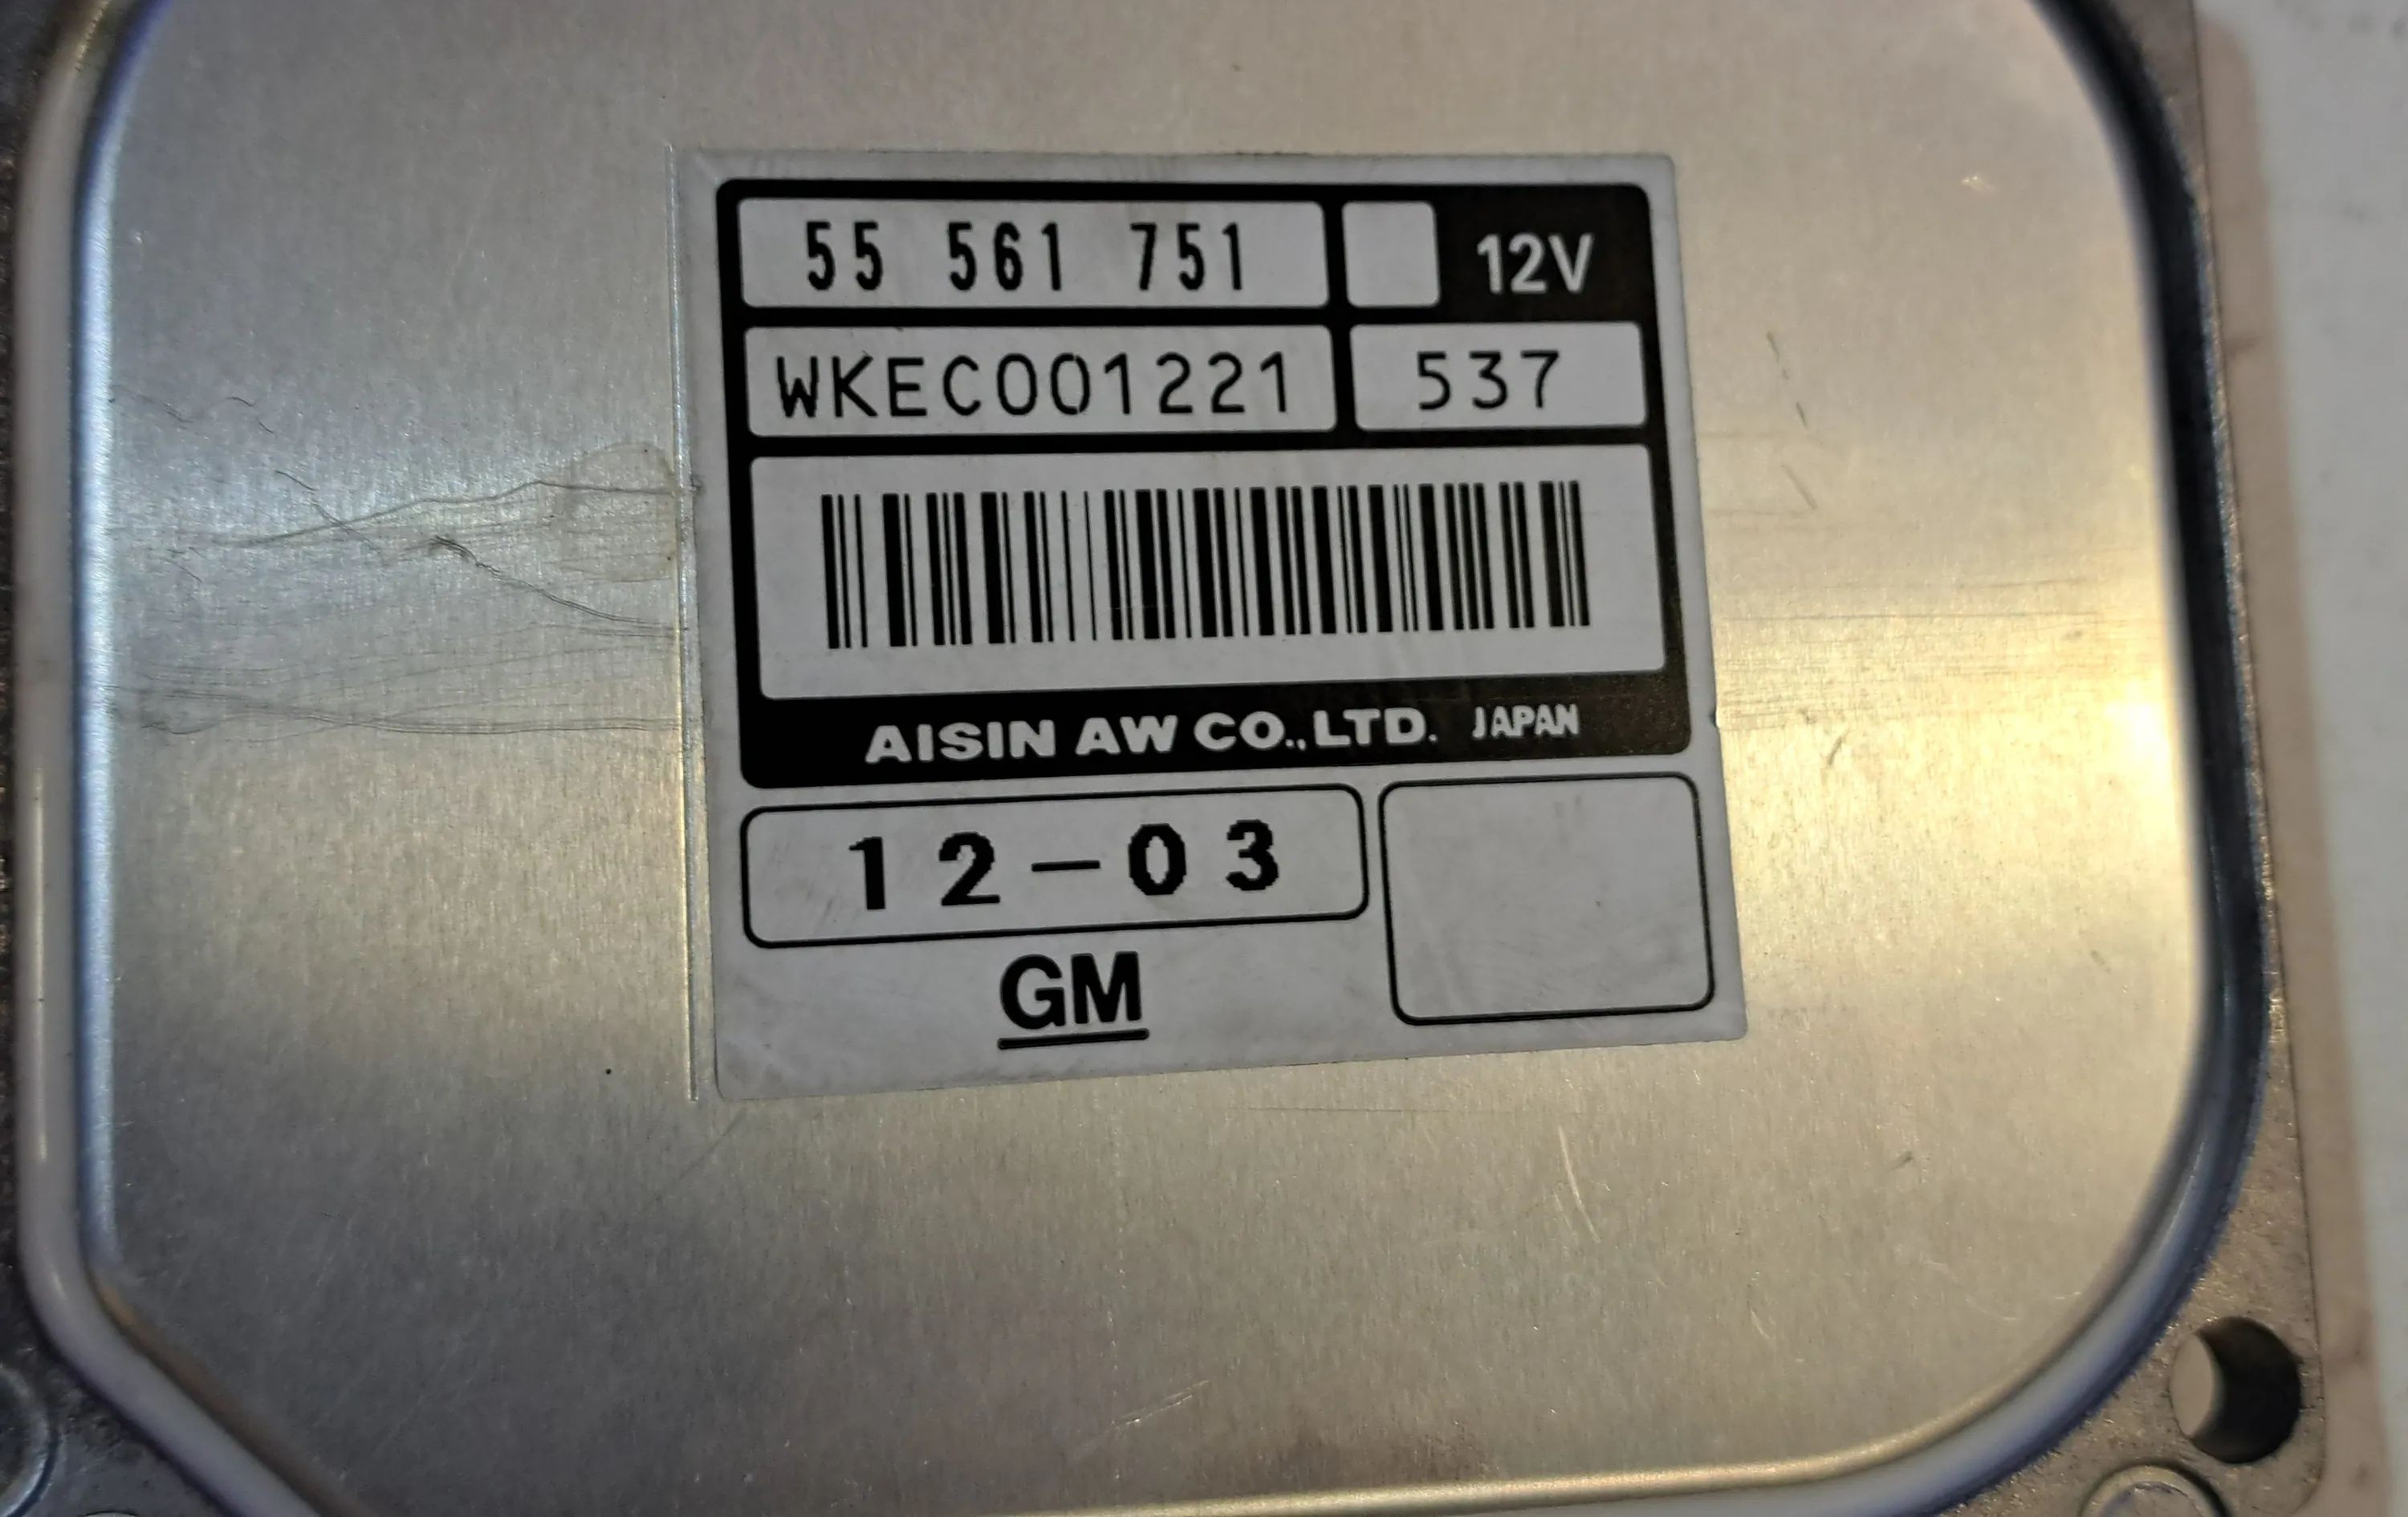 55 561 751 12V
WKEC001221 537
AISIN AW CO.,LTD. JAPAN
12-03
GM